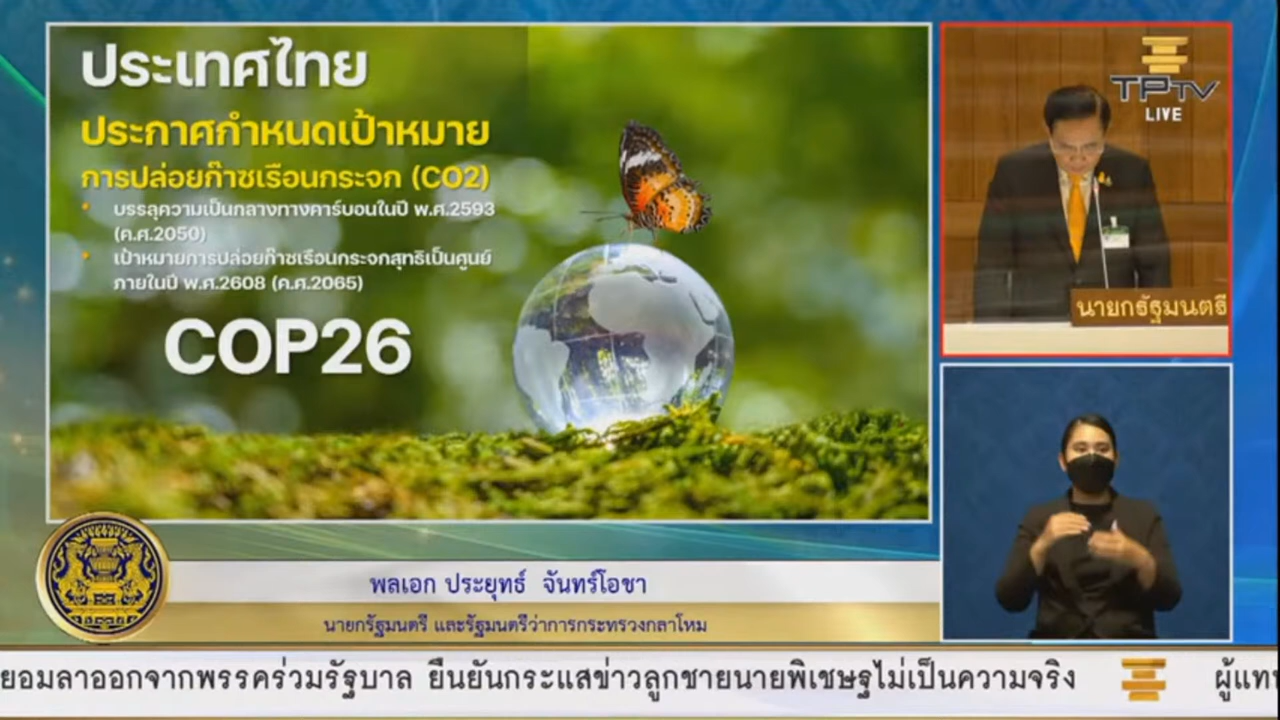 ประเทศไทย
ประกาศกำหนดเป้าหมาย
การปล่อยก๊าซเรือนกระจก (CO2)
• บรรลุความเป็นกลางทางคาร์บอนในปี พ.ศ.2593
(ค.ศ.2050)
• เป้าหมายการปล่อยก๊าซเรือนกระจกสุทธิเป็นศูนย์
ภายในปี พ.ศ.2608 (ค.ศ.2065)
COP26
TPTV
LIVE
นายกรัฐมนตรี
พลเอก ประยุทธ์ จันทร์โอชา
นายกรัฐมนตรี และรัฐมนตรีว่าการกระทรวงกลาโหม
ยอมลาออกจากพรรคร่วมรัฐบาล ยืนยันกระแสข่าวลูกชายนายพิเชษฐไม่เป็นความจริง ผู้แท